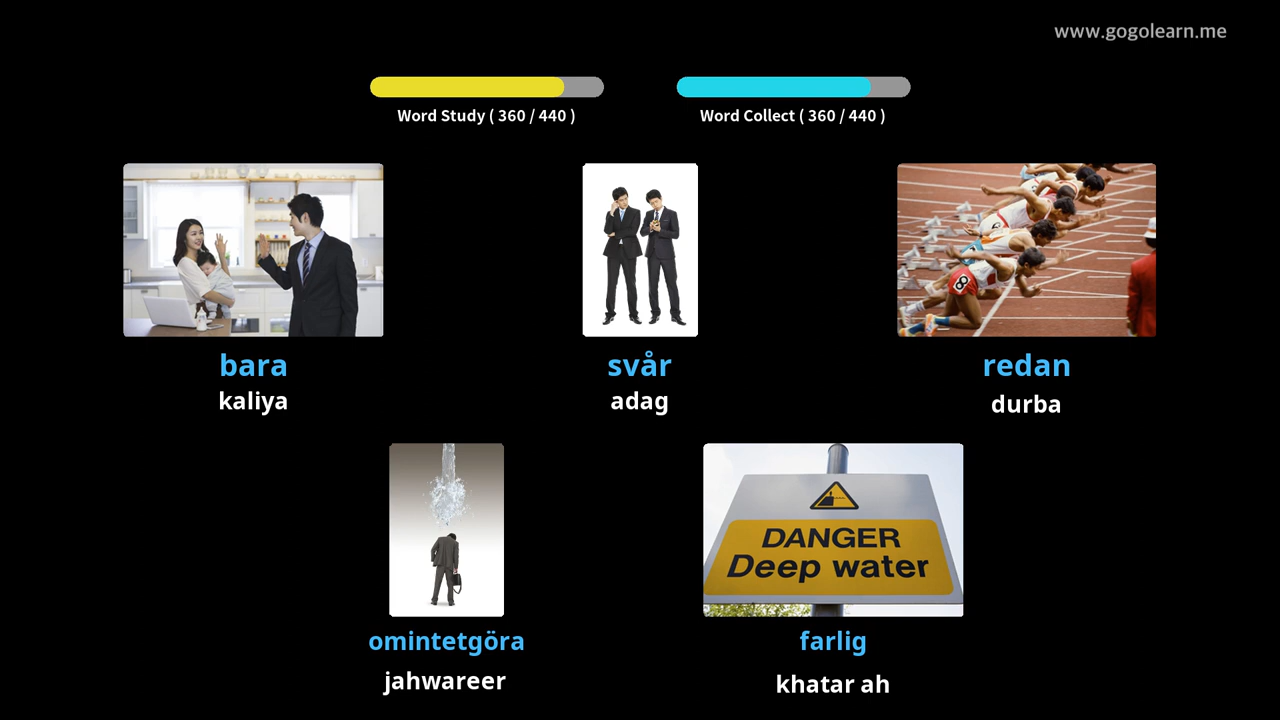 www.gogolearn.me
Word Study ( 360 / 440 )
Word Collect ( 360 / 440 )
8
bara
kaliya
svår
adag
redan
durba
DANGER
Deep water
omintetgöra
jahwareer
farlig
khatar ah